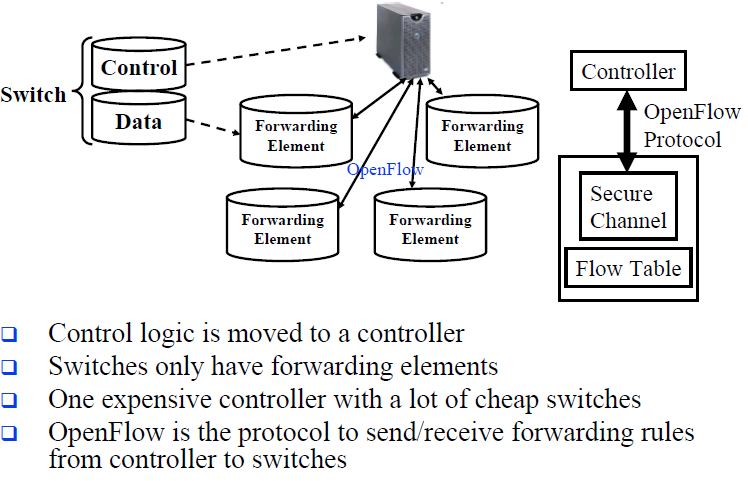 Switch
Control
Data
Forwarding
Element
Forwarding
Element
OpenFlow
Forwarding
Element
Forwarding
Element
Controller
OpenFlow
Protocol
Secure
Channel
Flow Table
Control logic is moved to a controller
Switches only have forwarding elements
One expensive controller with a lot of cheap switches
OpenFlow is the protocol to send/receive forwarding rules
from controller to switches